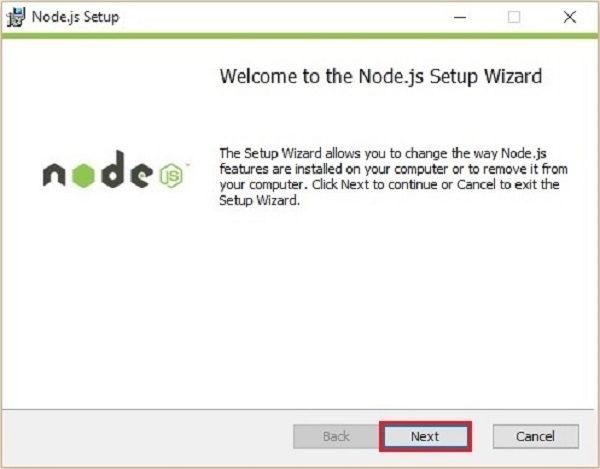 Node.js Setup
Welcome to the Node.js Setup Wizard
The Setup Wizard allows you to change the way Node.js
features are installed on your computer or to remove it from
your computer. Click Next to continue or Cancel to exit the
Setup Wizard.
node JS ™
Back Next Cancel